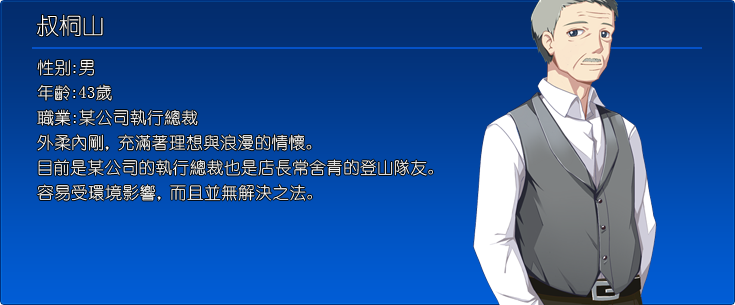 叔桐山
性別:男
年齡:43歲
職業:某公司執行總裁
外柔內剛，充滿著理想與浪漫的情懷。
目前是某公司的執行總裁也是店長常舍青的登山隊友。
容易受環境影響，而且並無解決之法。